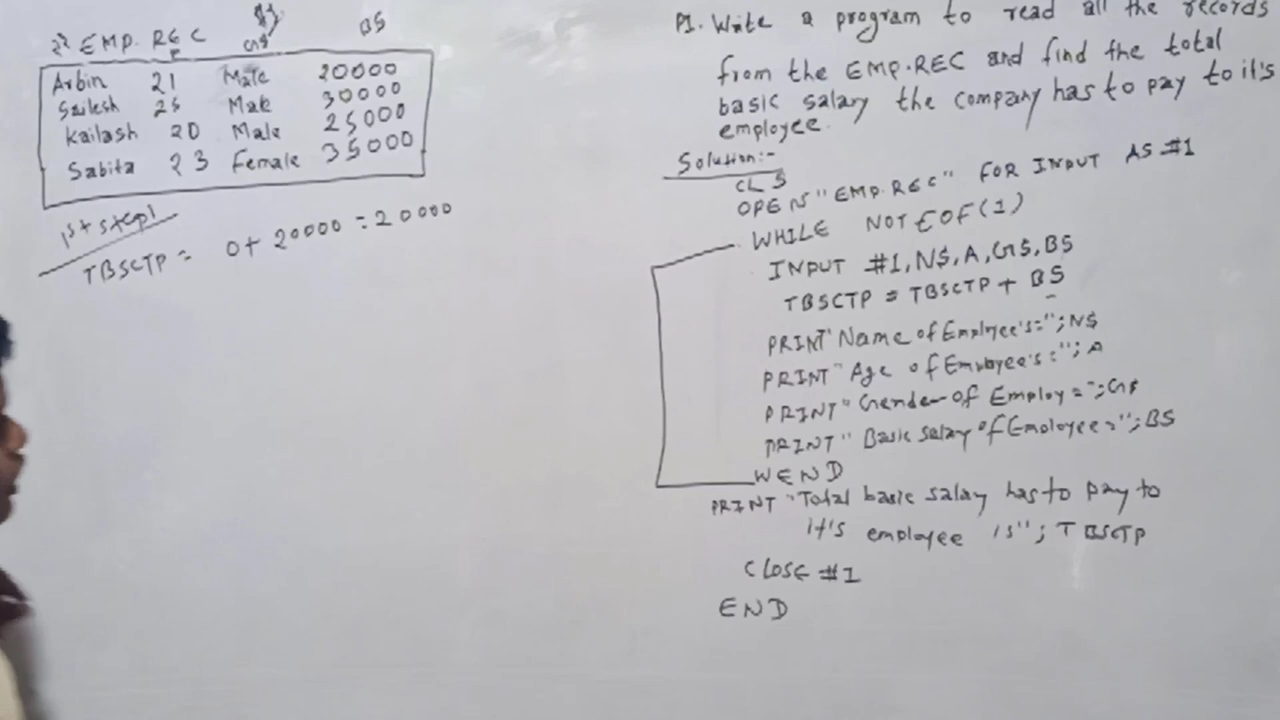 EMP. REC
G$
BS
Arbin 21 Male 20000
Sailesh 25 Male 30000
Kailash 20 Male 25000
Sabita 23 Female 35000
1st step1
TBSCTP = 0+ 20000 = 20000
P1. Write a program to read all the records
from the EMP.REC and find the total
basic salary the company has to pay to it's
employee.
Solution:-
CLS
OPEN "EMP.REC" FOR INPUT AS #1
WHILE NOT EOF(1)
INPUT #1, N$, A, G$, BS
TBSCTP = TBSCTP + BS
PRINT "Name of Employee's="; N$
PRINT "Age of Employee's="; A
PRINT "Gender of Employ="; G$
PRINT "Basic salay of Employee="; BS
WEND
PRINT "Total basic salay has to pay to
it's employee is"; TBSCTP
CLOSE #1
END